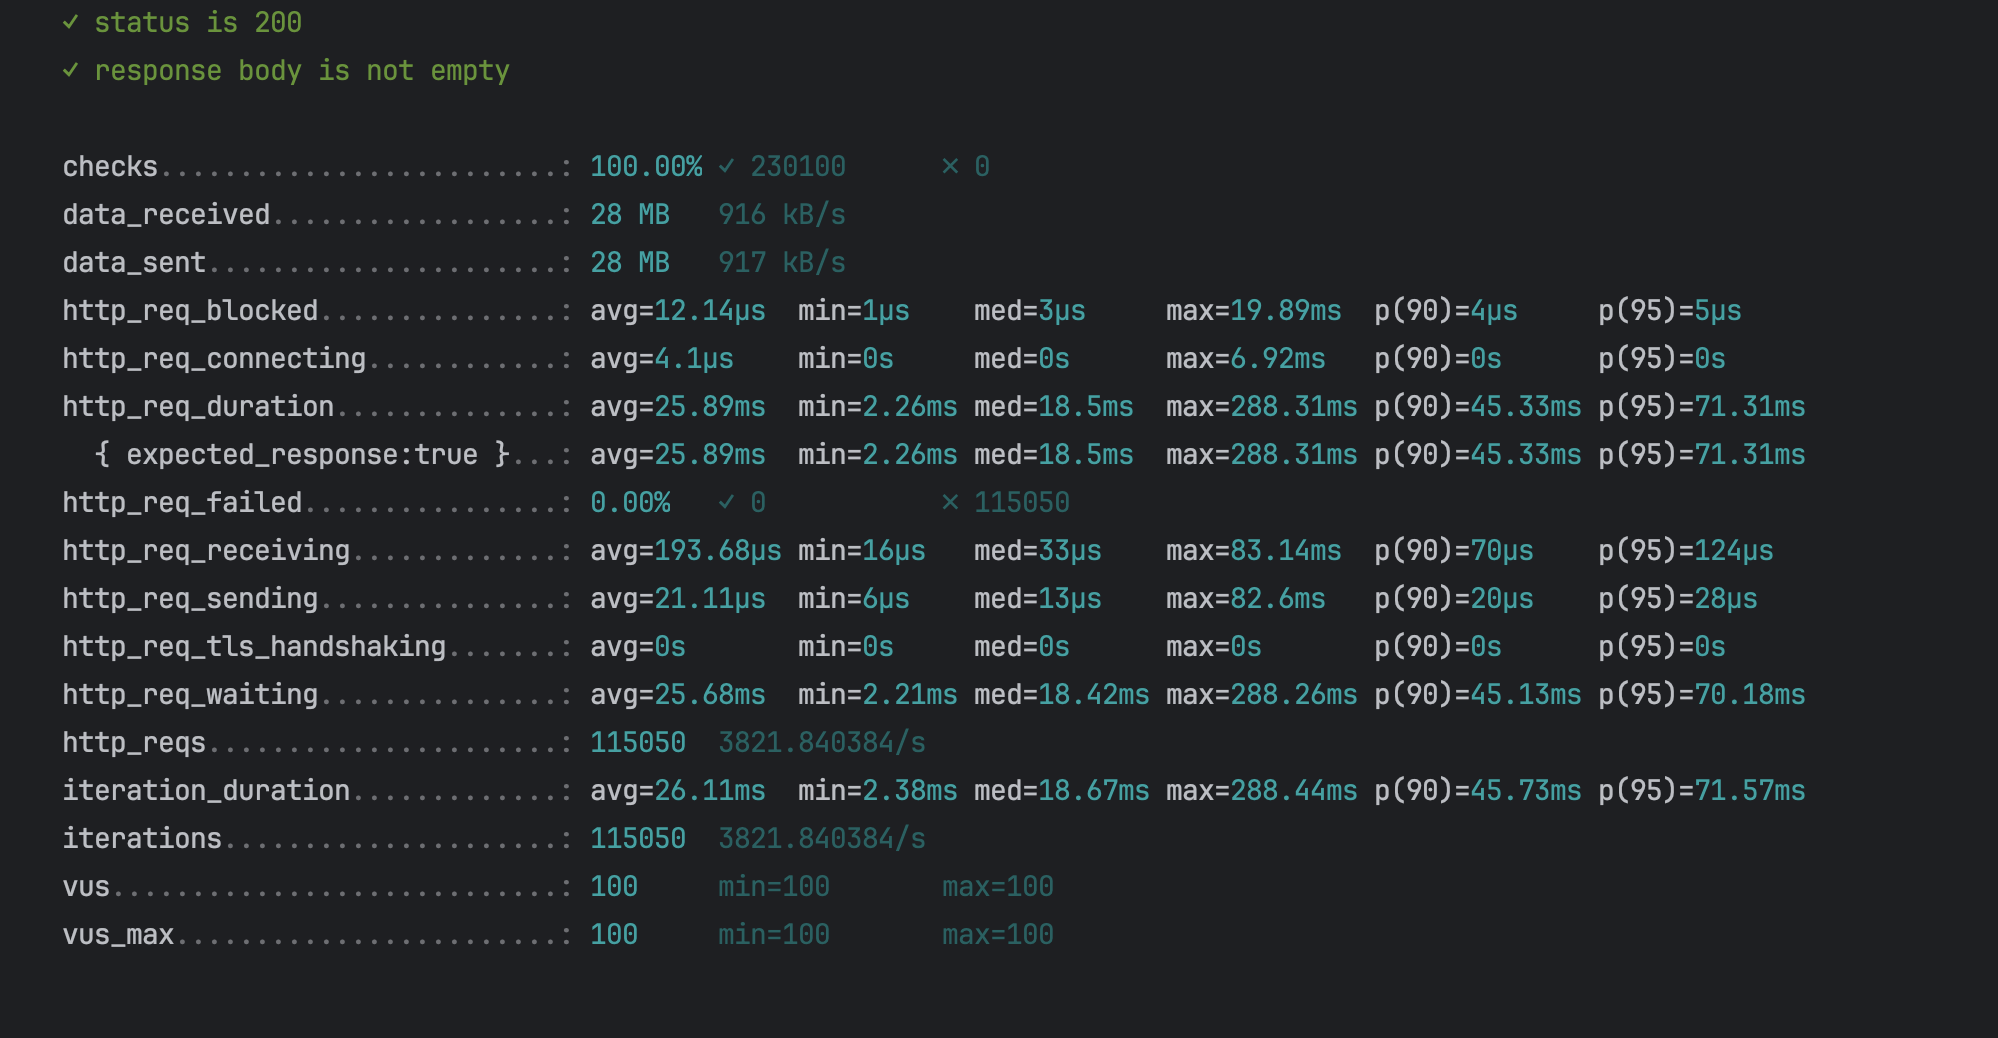 ✓ status is 200
✓ response body is not empty
checks.........................: 100.00% ✓ 230100      ✕ 0
data_received..................: 28 MB   916 kB/s
data_sent......................: 28 MB   917 kB/s
http_req_blocked...............: avg=12.14µs  min=1µs    med=3µs     max=19.89ms  p(90)=4µs     p(95)=5µs
http_req_connecting............: avg=4.1µs    min=0s     med=0s      max=6.92ms   p(90)=0s      p(95)=0s
http_req_duration..............: avg=25.89ms  min=2.26ms med=18.5ms  max=288.31ms p(90)=45.33ms p(95)=71.31ms
{ expected_response:true }...: avg=25.89ms  min=2.26ms med=18.5ms  max=288.31ms p(90)=45.33ms p(95)=71.31ms
http_req_failed................: 0.00%   ✓ 0           ✕ 115050
http_req_receiving.............: avg=193.68µs min=16µs   med=33µs    max=83.14ms  p(90)=70µs    p(95)=124µs
http_req_sending...............: avg=21.11µs  min=6µs    med=13µs    max=82.6ms   p(90)=20µs    p(95)=28µs
http_req_tls_handshaking.......: avg=0s       min=0s     med=0s      max=0s       p(90)=0s      p(95)=0s
http_req_waiting...............: avg=25.68ms  min=2.21ms med=18.42ms max=288.26ms p(90)=45.13ms p(95)=70.18ms
http_reqs......................: 115050  3821.840384/s
iteration_duration.............: avg=26.11ms  min=2.38ms med=18.67ms max=288.44ms p(90)=45.73ms p(95)=71.57ms
iterations.....................: 115050  3821.840384/s
vus............................: 100     min=100       max=100
vus_max........................: 100     min=100       max=100